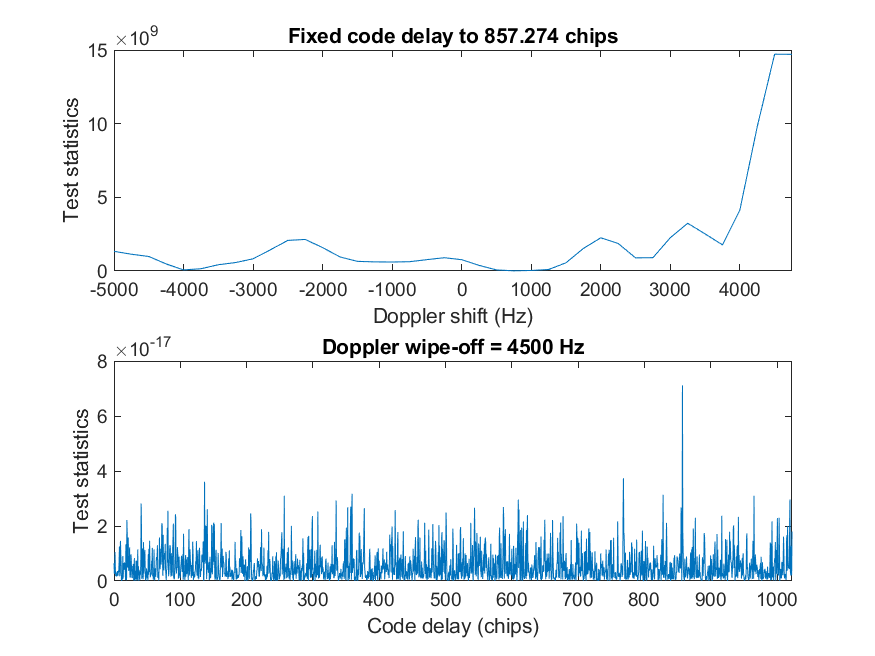 ×10^9
Fixed code delay to 857.274 chips
15
10
5
0
Test statistics
-5000 -4000 -3000 -2000 -1000 0 1000 2000 3000 4000
Doppler shift (Hz)
×10^-17
Doppler wipe-off = 4500 Hz
8
6
4
2
0
Test statistics
0 100 200 300 400 500 600 700 800 900 1000
Code delay (chips)